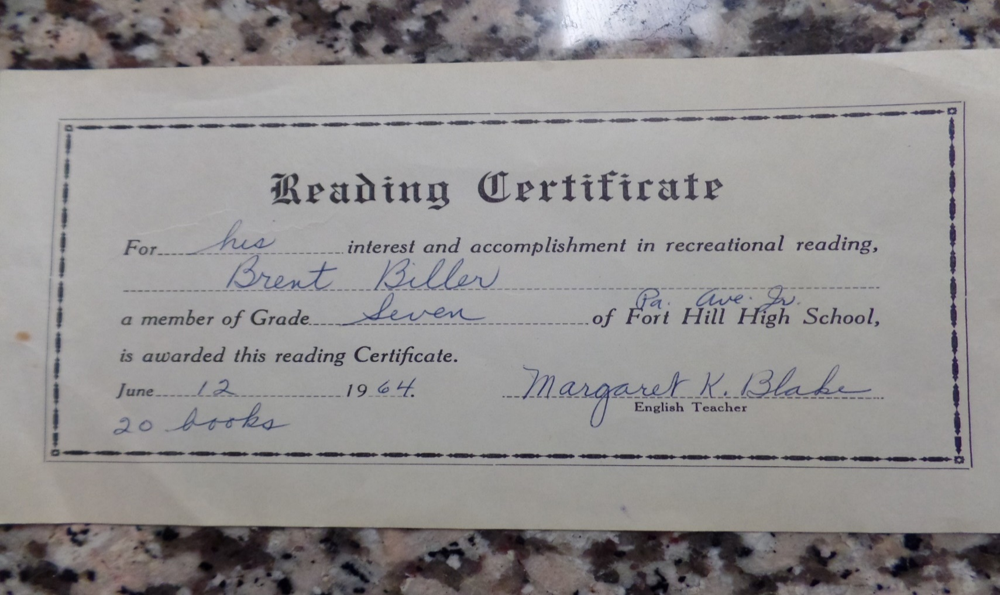 Reading Certificate
For his interest and accomplishment in recreational reading,
Brent Biller
Pa. Ave. Jr.
a member of Grade Seven of Fort Hill High School,
is awarded this reading Certificate.
June 12 1964. Margaret K. Blake
English Teacher
20 books